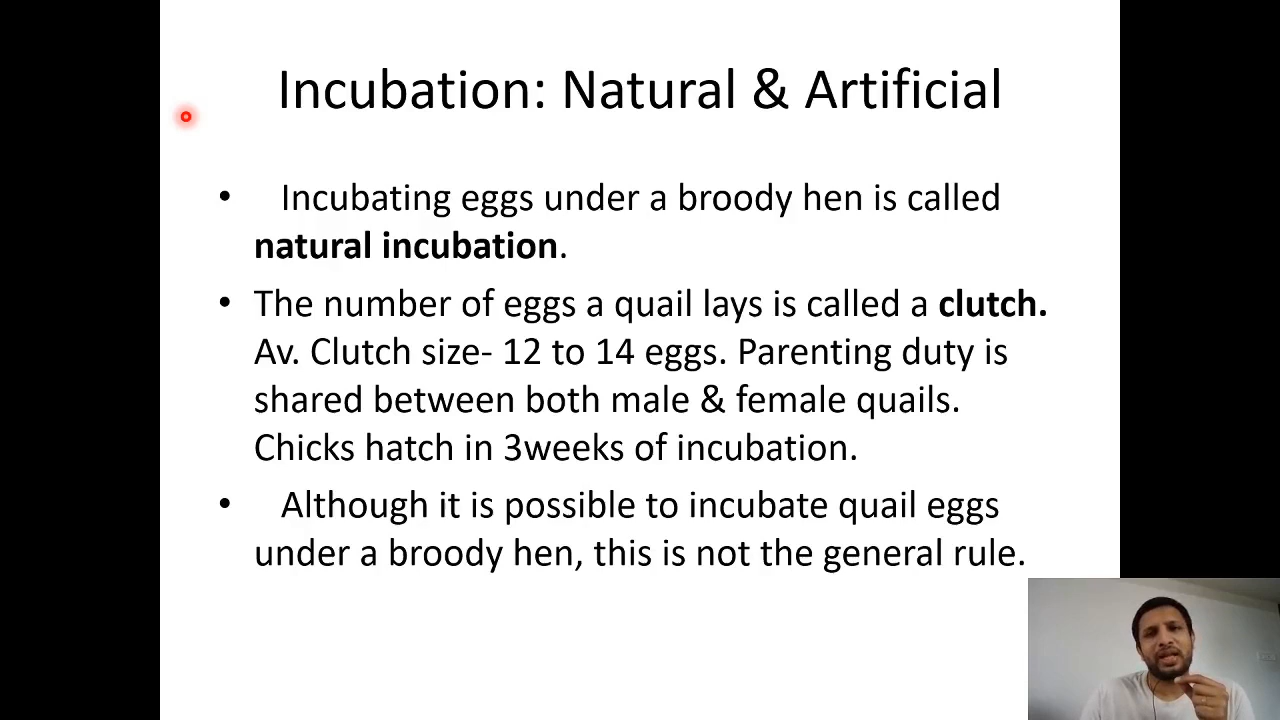 Incubation: Natural & Artificial
• Incubating eggs under a broody hen is called
natural incubation.
• The number of eggs a quail lays is called a clutch.
Av. Clutch size- 12 to 14 eggs. Parenting duty is
shared between both male & female quails.
Chicks hatch in 3weeks of incubation.
• Although it is possible to incubate quail eggs
under a broody hen, this is not the general rule.